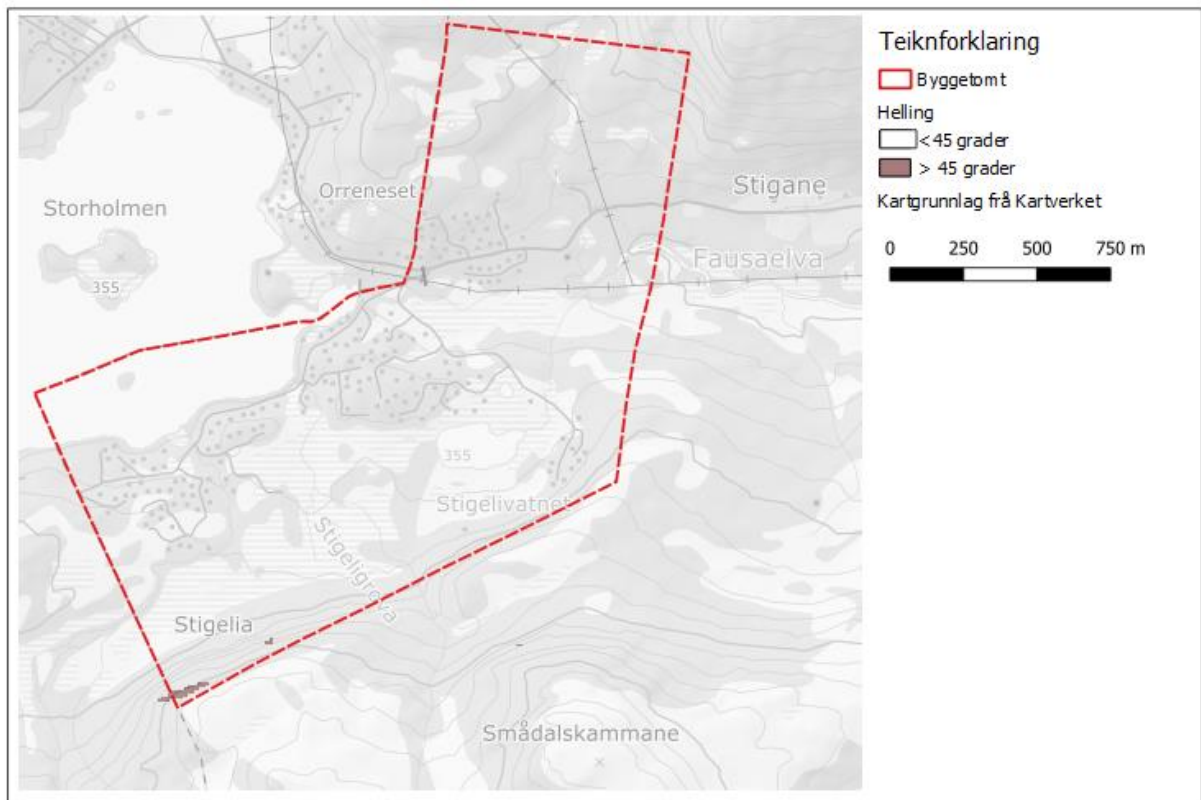 Teiknforklaring
Byggetomt
Helling
<45 grader
> 45 grader
Kartgrunnlag frå Kartverket
0 250 500 750 m
Orreneset
Stigane
Storholmen
Fausaelva
355
355
Stigelivatnet
Stigeligrova
Stigelia
Smådalskammane